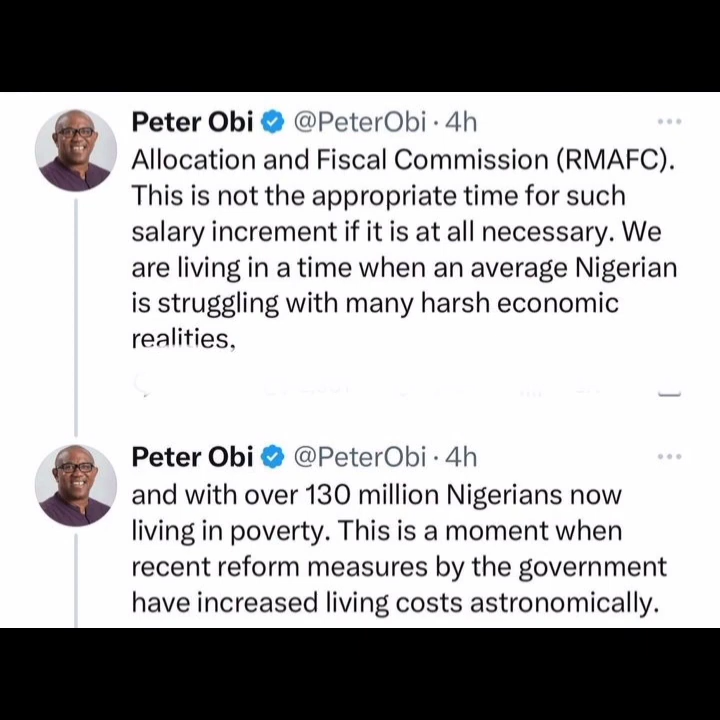 Peter Obi @PeterObi · 4h
Allocation and Fiscal Commission (RMAFC).
This is not the appropriate time for such
salary increment if it is at all necessary. We
are living in a time when an average Nigerian
is struggling with many harsh economic
realities,
Peter Obi @PeterObi · 4h
and with over 130 million Nigerians now
living in poverty. This is a moment when
recent reform measures by the government
have increased living costs astronomically.